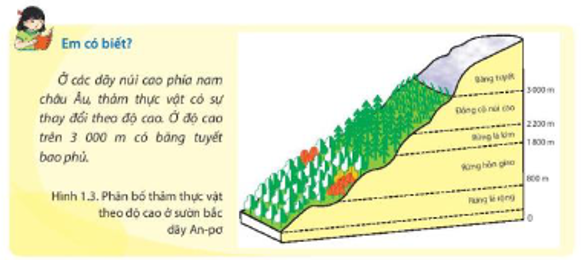 Em có biết?
Ở các dãy núi cao phía nam
châu Âu, thảm thực vật có sự
thay đổi theo độ cao. Ở độ cao
trên 3 000 m có băng tuyết
bao phủ.
Hình 1.3. Phân bố thảm thực vật
theo độ cao ở sườn bắc
dãy An-pơ
Băng tuyết
3 000 m
Đồng cỏ núi cao
2 200 m
Rừng lá kim
1 800 m
Rừng hỗn giao
800 m
Rừng lá rộng
0